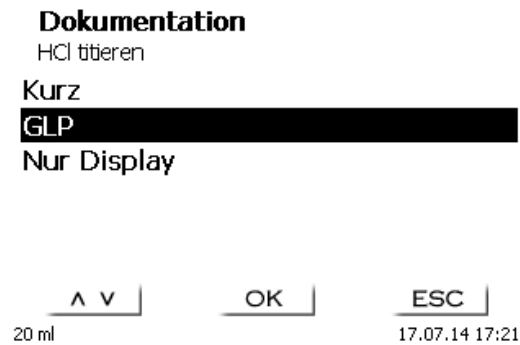 Dokumentation
HCl titieren
Kurz
GLP
Nur Display
∧ ∨ OK ESC
20 ml 17.07.14 17:21